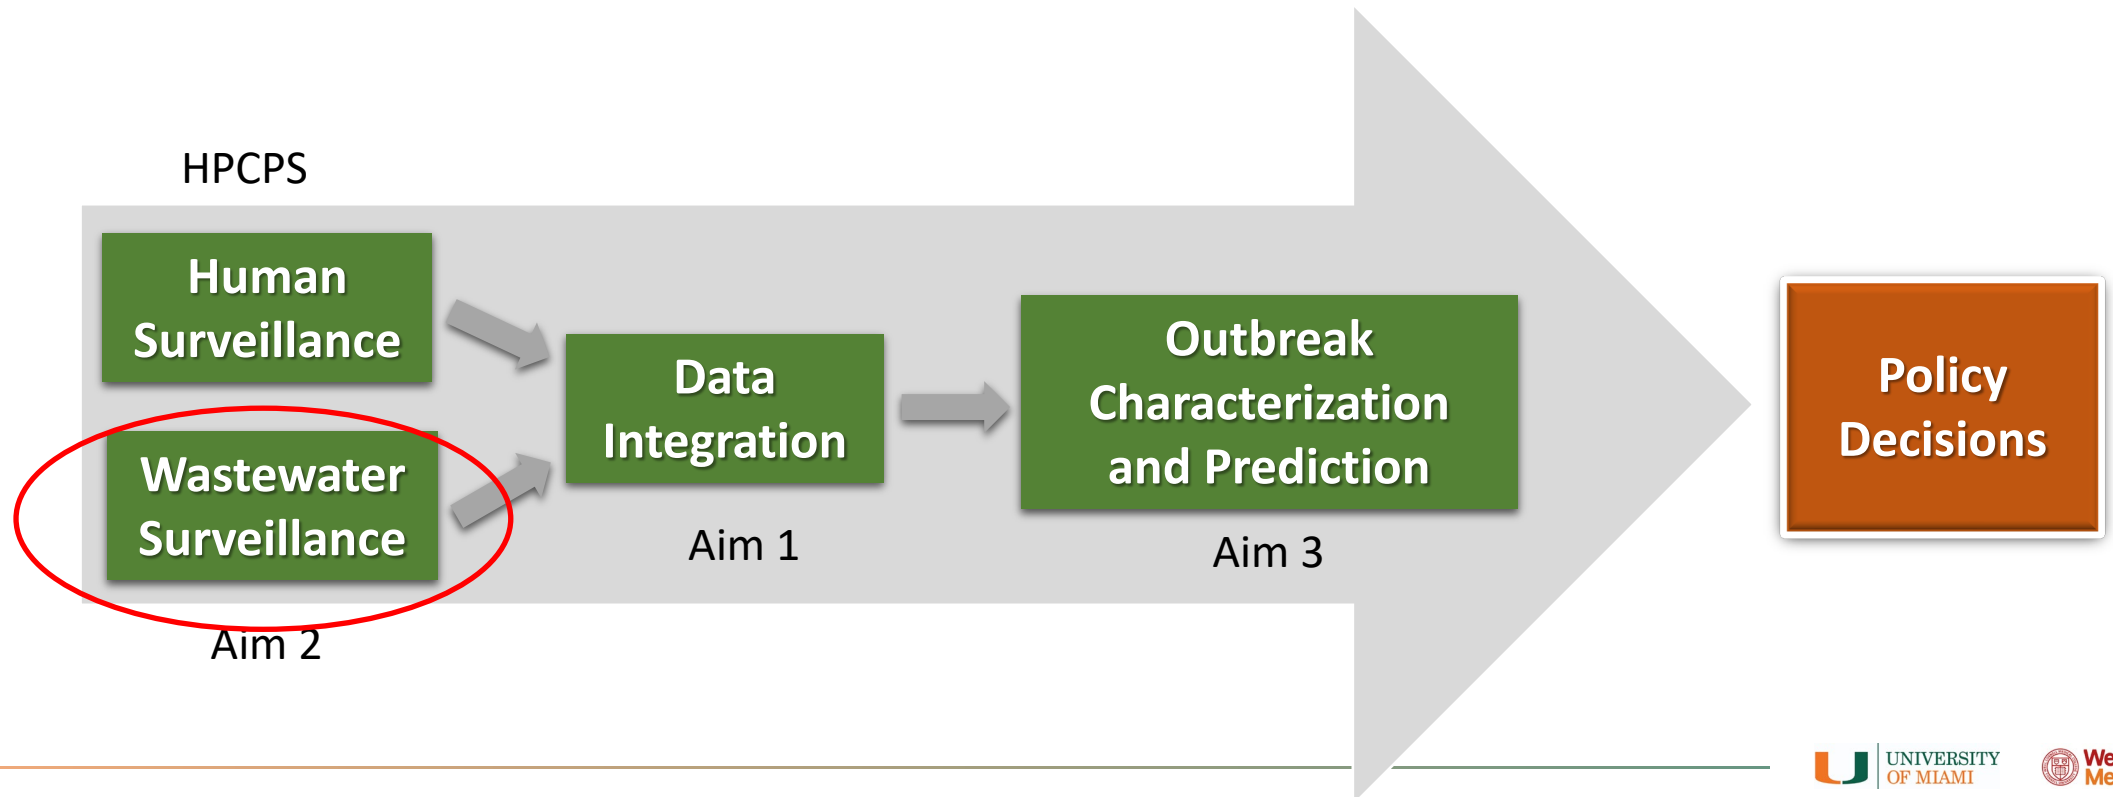 HPCPS
Human
Surveillance
Wastewater
Surveillance
Aim 2
Data
Integration
Aim 1
Outbreak
Characterization
and Prediction
Aim 3
Policy
Decisions
UNIVERSITY
OF MIAMI